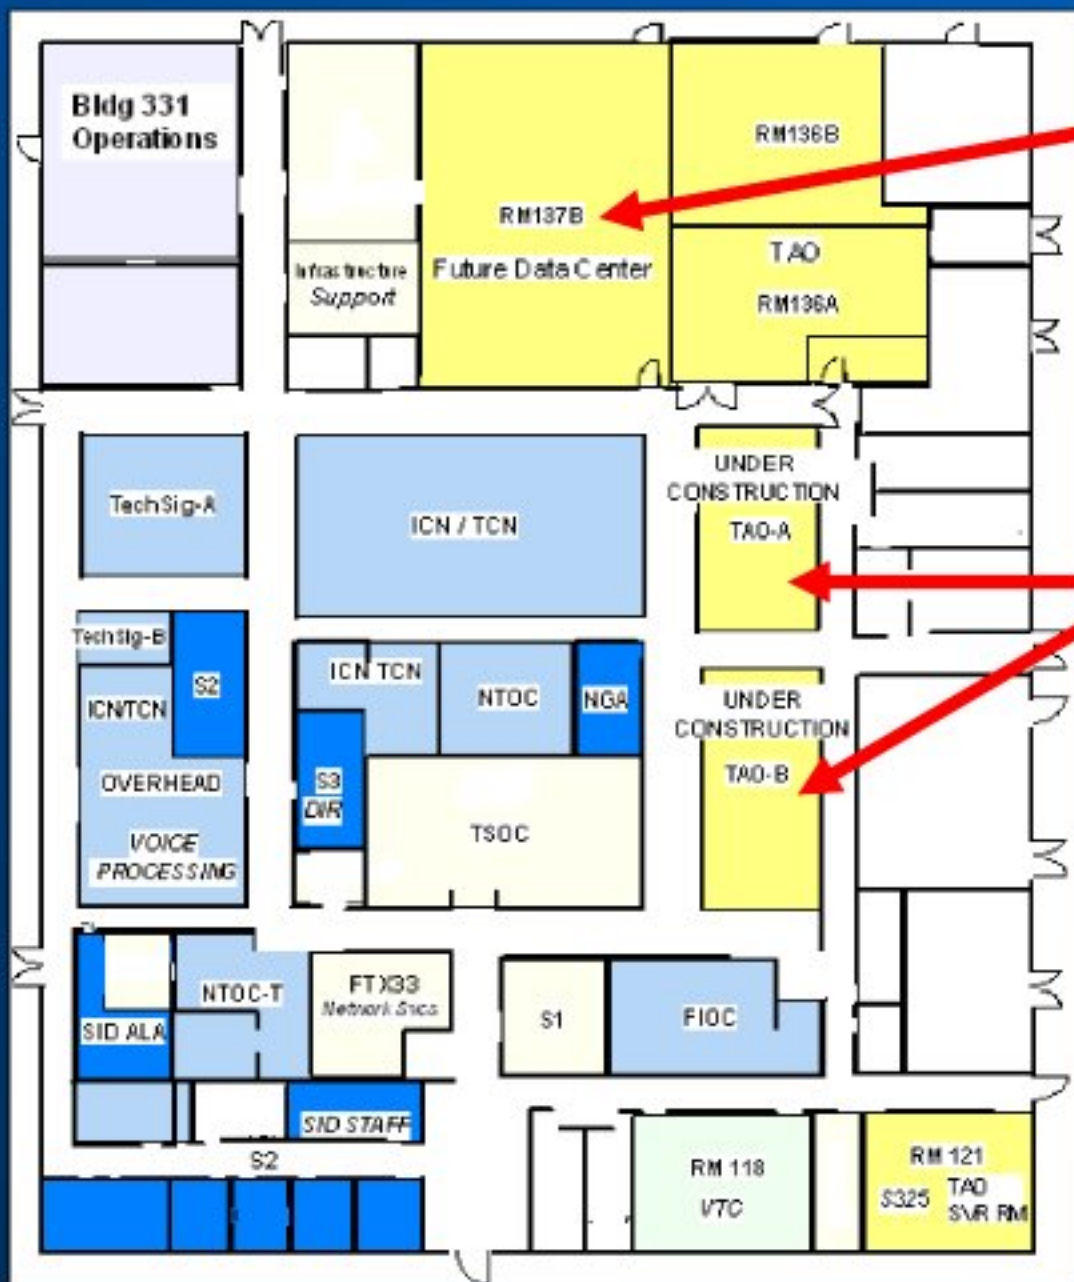 Bldg 331
Operations
RM136B
RM137B
Future Data Center
Infrastructure
Support
TAO
RM136A
TechSig-A
ICN / TCN
UNDER
CONSTRUCTION
TAO-A
TechSig-B
S2
ICN/TCN
OVERHEAD
VOICE
PROCESSING
ICN TCN
NTOC
NGA
S3
DIR
TSOC
UNDER
CONSTRUCTION
TAO-B
SID ALA
NTOC-T
FTX33
Network Svcs
S1
FIOC
SID STAFF
S2
RM 118
VTC
RM 121
S325 TAO
SVR RM